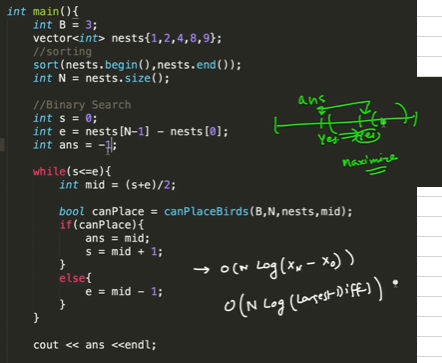 int main(){
int B = 3;
vector<int> nests{1,2,4,8,9};
//sorting
sort(nests.begin(),nests.end());
int N = nests.size();
//Binary Search
int s = 0;
int e = nests[N-1] - nests[0];
int ans = -1;
while(s<=e){
int mid = (s+e)/2;
bool canPlace = canPlaceBirds(B,N,nests,mid);
if(canPlace){
ans = mid;
s = mid + 1;
}
else{
e = mid - 1;
}
}
cout << ans <<endl;
ans
Yes → Yes
maximize
→ O(N Log(xN - x0))
O(N Log(Largest Diff))